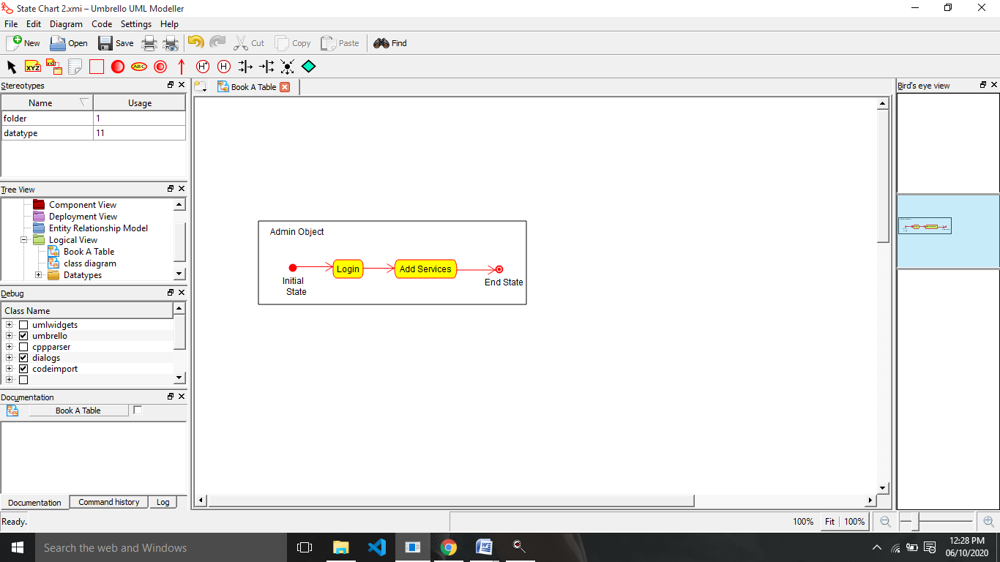 State Chart 2.xmi – Umbrello UML Modeller
File Edit Diagram Code Settings Help
New Open Save Cut Copy Paste Find
XYZ XYZ ABC H* H
Stereotypes
Name Usage
folder 1
datatype 11
Tree View
Component View
Deployment View
Entity Relationship Model
Logical View
Book A Table
class diagram
Datatypes
Debug
Class Name
umlwidgets
umbrello
cppparser
dialogs
codeimport
Documentation
Book A Table
Documentation Command history Log
Book A Table
Admin Object
Login Add Services
Initial
State
End State
Bird's eye view
Ready. 100% Fit 100%
Search the web and Windows
12:28 PM
06/10/2020